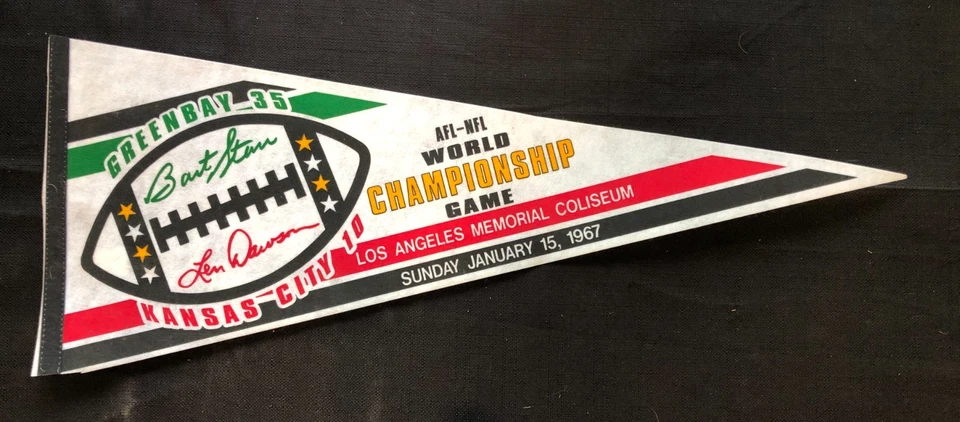 GREENBAY 35
Bart Starr
Len Dawson
KANSAS CITY 10
AFL-NFL
WORLD
CHAMPIONSHIP
GAME
LOS ANGELES MEMORIAL COLISEUM
SUNDAY JANUARY 15, 1967